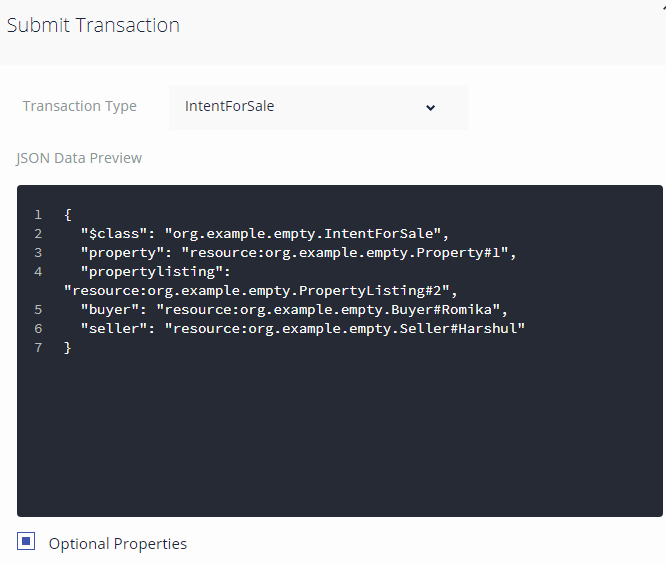 Submit Transaction
Transaction Type IntentForSale
JSON Data Preview
1 {
2 "$class": "org.example.empty.IntentForSale",
3 "property": "resource:org.example.empty.Property#1",
4 "propertylisting":
"resource:org.example.empty.PropertyListing#2",
5 "buyer": "resource:org.example.empty.Buyer#Romika",
6 "seller": "resource:org.example.empty.Seller#Harshul"
7 }
Optional Properties